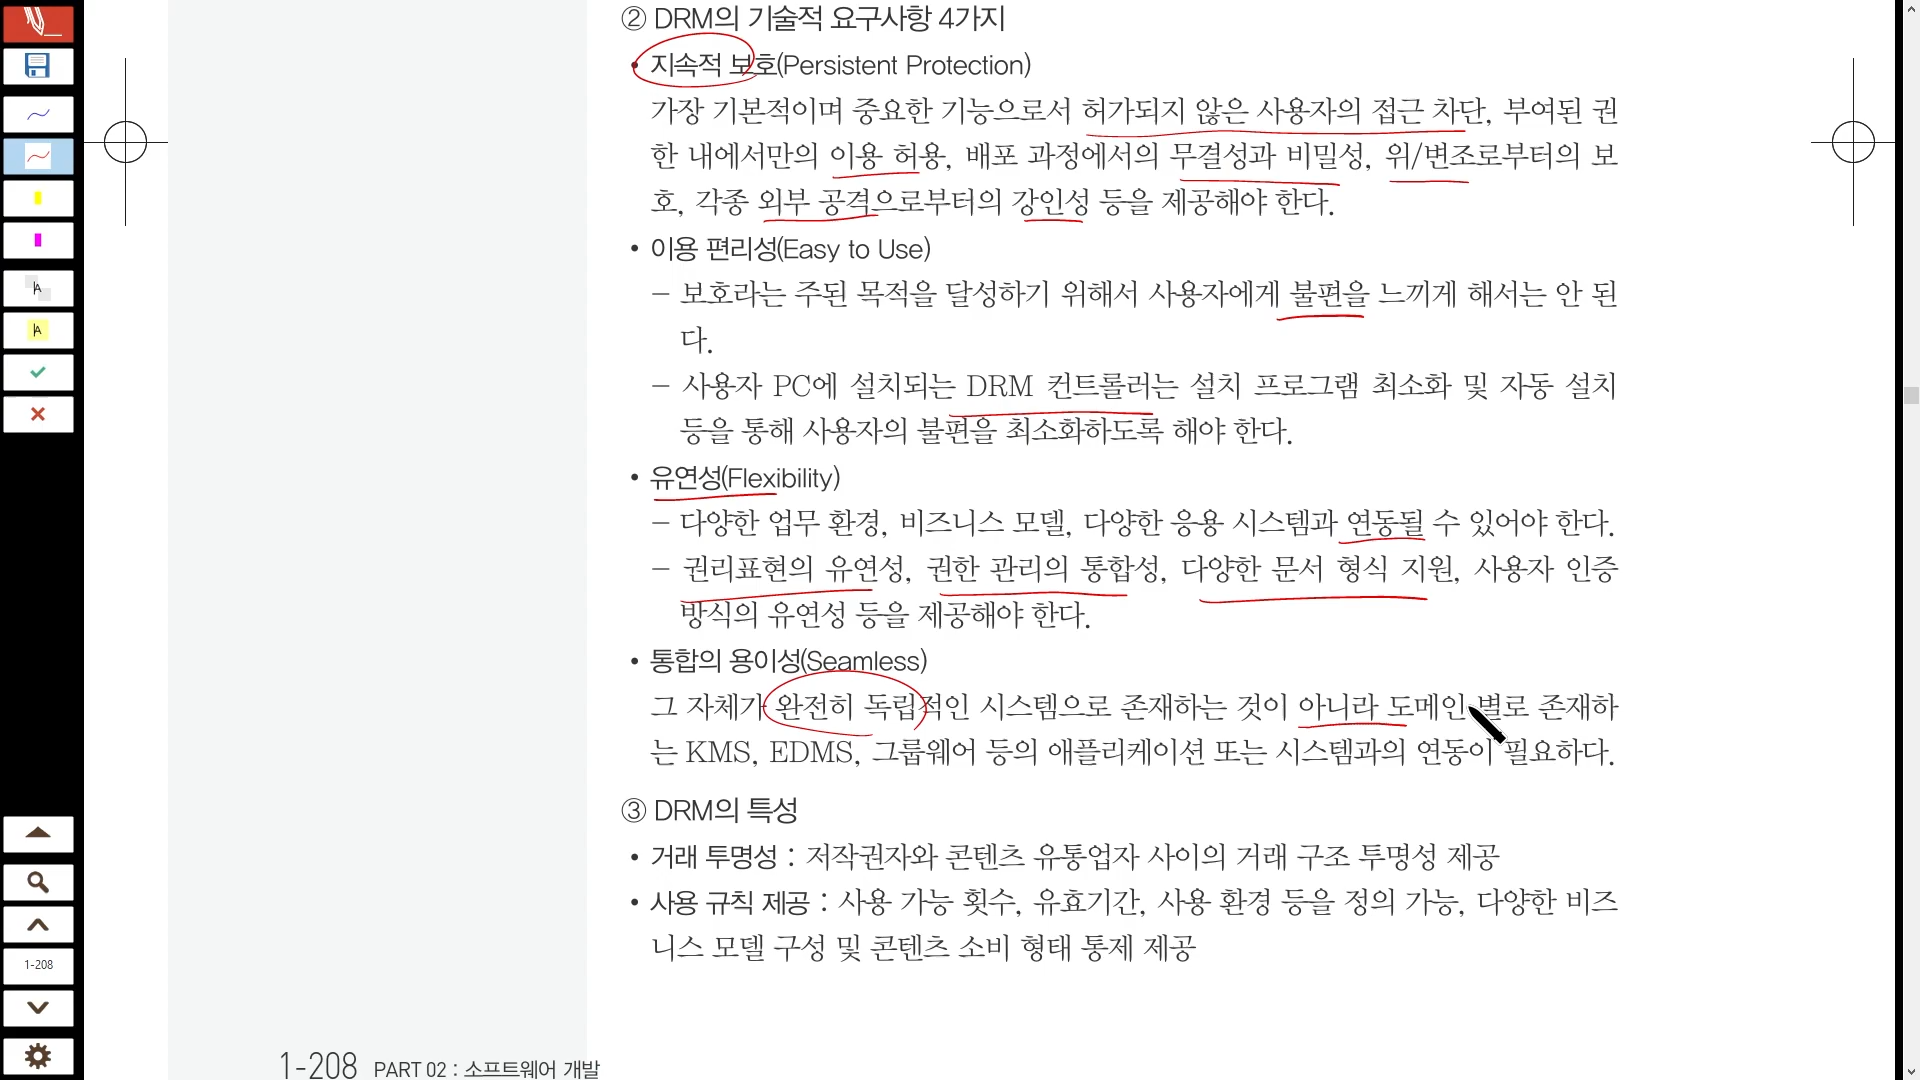 ② DRM의 기술적 요구사항 4가지
• 지속적 보호(Persistent Protection)
가장 기본적이며 중요한 기능으로서 허가되지 않은 사용자의 접근 차단, 부여된 권
한 내에서만의 이용 허용, 배포 과정에서의 무결성과 비밀성, 위/변조로부터의 보
호, 각종 외부 공격으로부터의 강인성 등을 제공해야 한다.
• 이용 편리성(Easy to Use)
– 보호라는 주된 목적을 달성하기 위해서 사용자에게 불편을 느끼게 해서는 안 된
다.
– 사용자 PC에 설치되는 DRM 컨트롤러는 설치 프로그램 최소화 및 자동 설치
등을 통해 사용자의 불편을 최소화하도록 해야 한다.
• 유연성(Flexibility)
– 다양한 업무 환경, 비즈니스 모델, 다양한 응용 시스템과 연동될 수 있어야 한다.
– 권리표현의 유연성, 권한 관리의 통합성, 다양한 문서 형식 지원, 사용자 인증
방식의 유연성 등을 제공해야 한다.
• 통합의 용이성(Seamless)
그 자체가 완전히 독립적인 시스템으로 존재하는 것이 아니라 도메인 별로 존재하
는 KMS, EDMS, 그룹웨어 등의 애플리케이션 또는 시스템과의 연동이 필요하다.
③ DRM의 특성
• 거래 투명성 : 저작권자와 콘텐츠 유통업자 사이의 거래 구조 투명성 제공
• 사용 규칙 제공 : 사용 가능 횟수, 유효기간, 사용 환경 등을 정의 가능, 다양한 비즈
니스 모델 구성 및 콘텐츠 소비 형태 통제 제공
1-208
1-208 PART 02 : 소프트웨어 개발